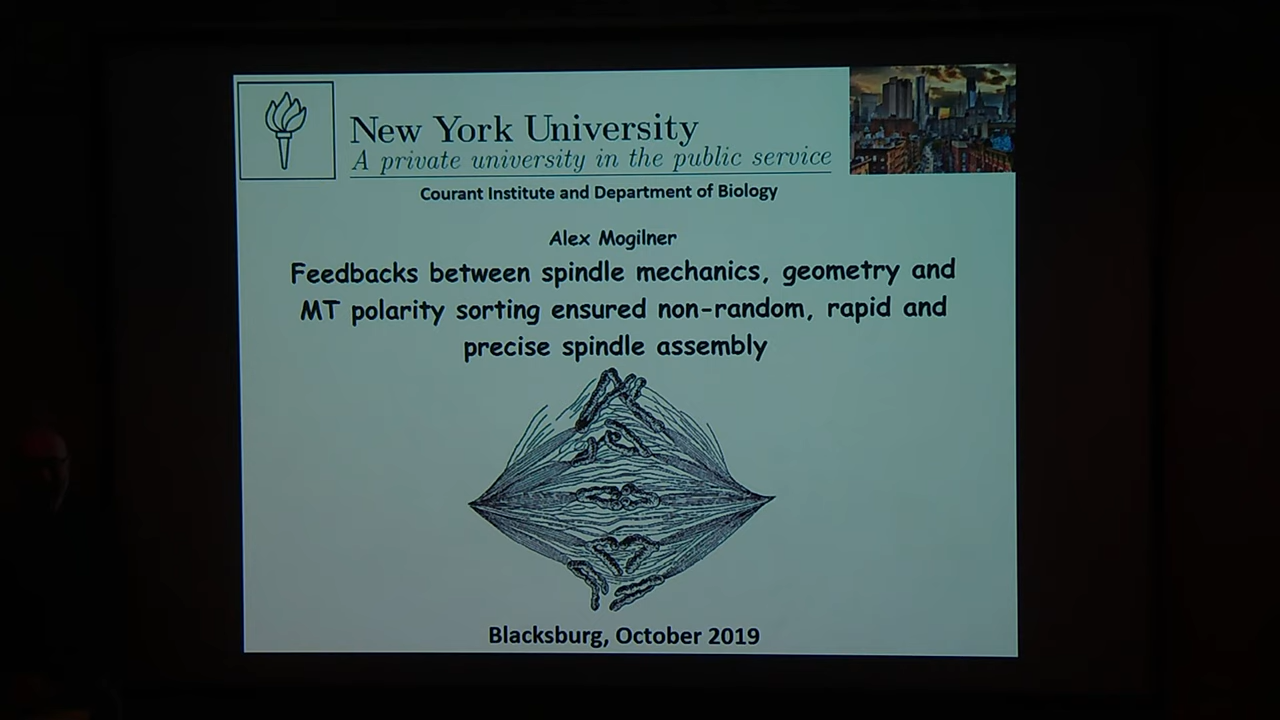 New York University
A private university in the public service
Courant Institute and Department of Biology
Alex Mogilner
Feedbacks between spindle mechanics, geometry and
MT polarity sorting ensured non-random, rapid and
precise spindle assembly
Blacksburg, October 2019